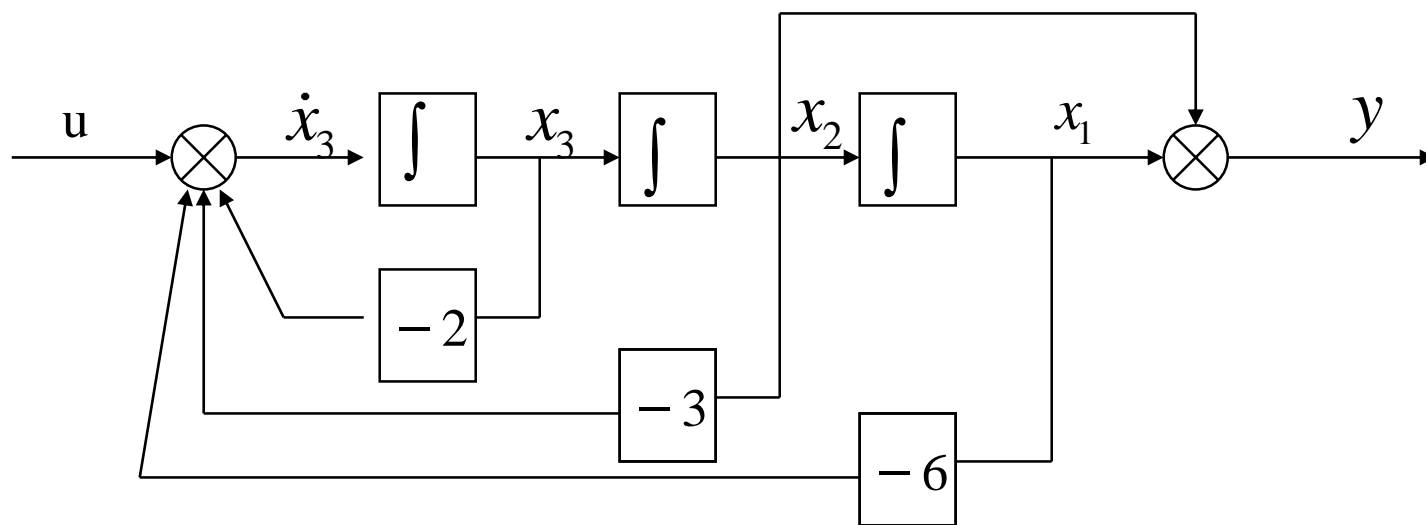 u ẋ₃ ∫ x₃ ∫ x₂ ∫ x₁ y
− 2
− 3
− 6